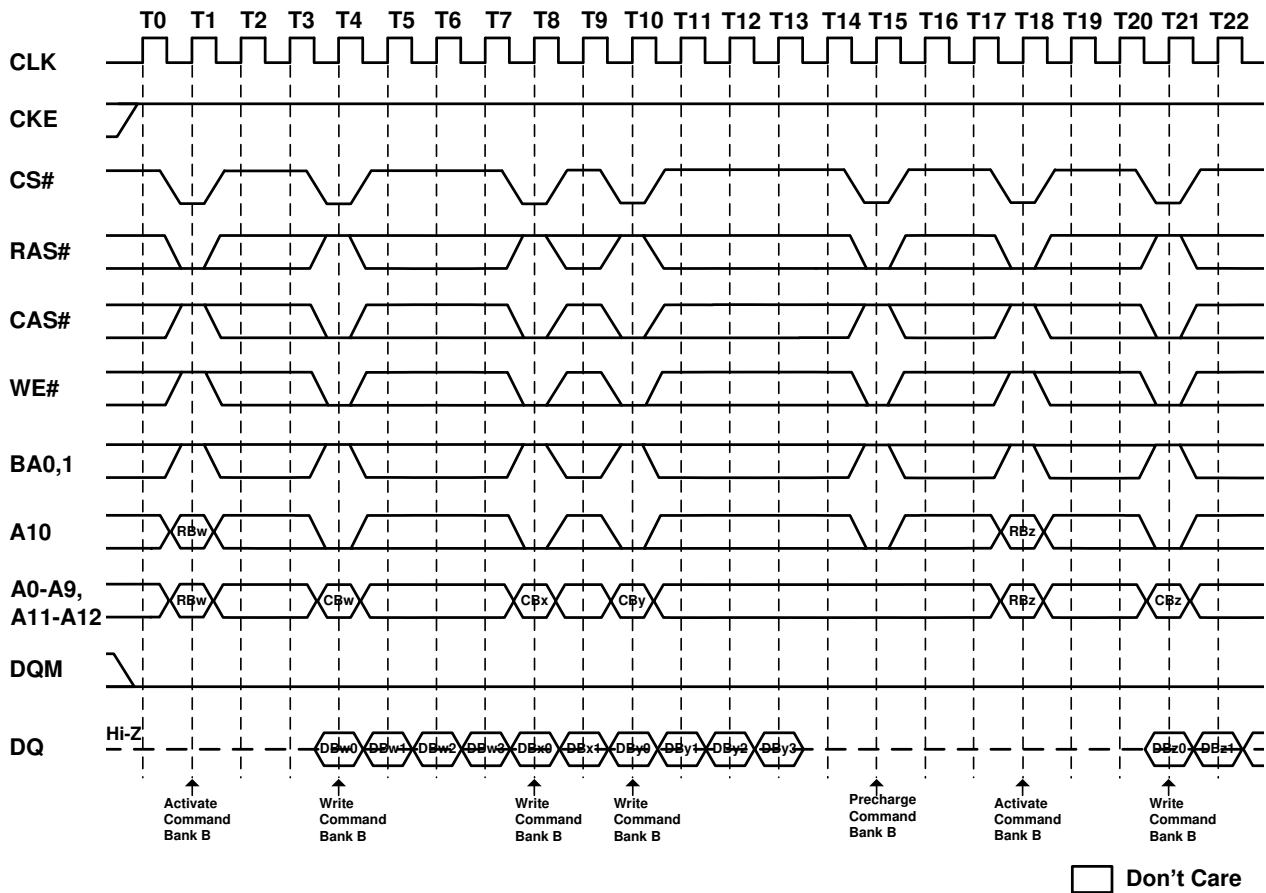 T0 T1 T2 T3 T4 T5 T6 T7 T8 T9 T10 T11 T12 T13 T14 T15 T16 T17 T18 T19 T20 T21 T22
CLK
CKE
CS#
RAS#
CAS#
WE#
BA0,1
A10 RBw RBz
A0-A9,
A11-A12 RBw CBw CBx CBy RBz CBz
DQM
DQ Hi-Z DBw0 DBw1 DBw2 DBw3 DBx0 DBx1 DBy0 DBy1 DBy2 DBy3 DBz0 DBz1
Activate
Command
Bank B
Write
Command
Bank B
Write
Command
Bank B
Write
Command
Bank B
Precharge
Command
Bank B
Activate
Command
Bank B
Write
Command
Bank B
Don't Care